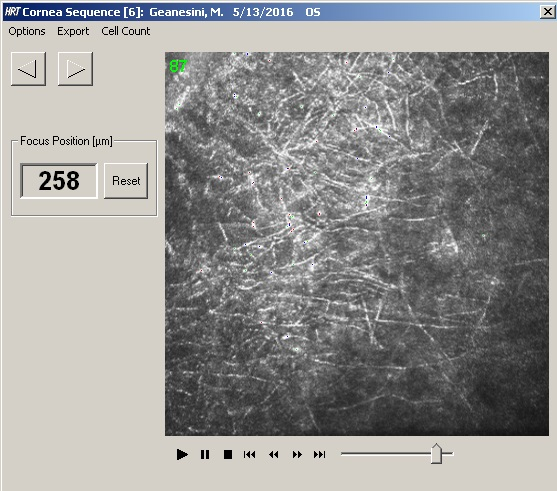 HRT Cornea Sequence [6]: Geanesini, M. 5/13/2016 OS
Options Export Cell Count
87
Focus Position [µm]
258
Reset